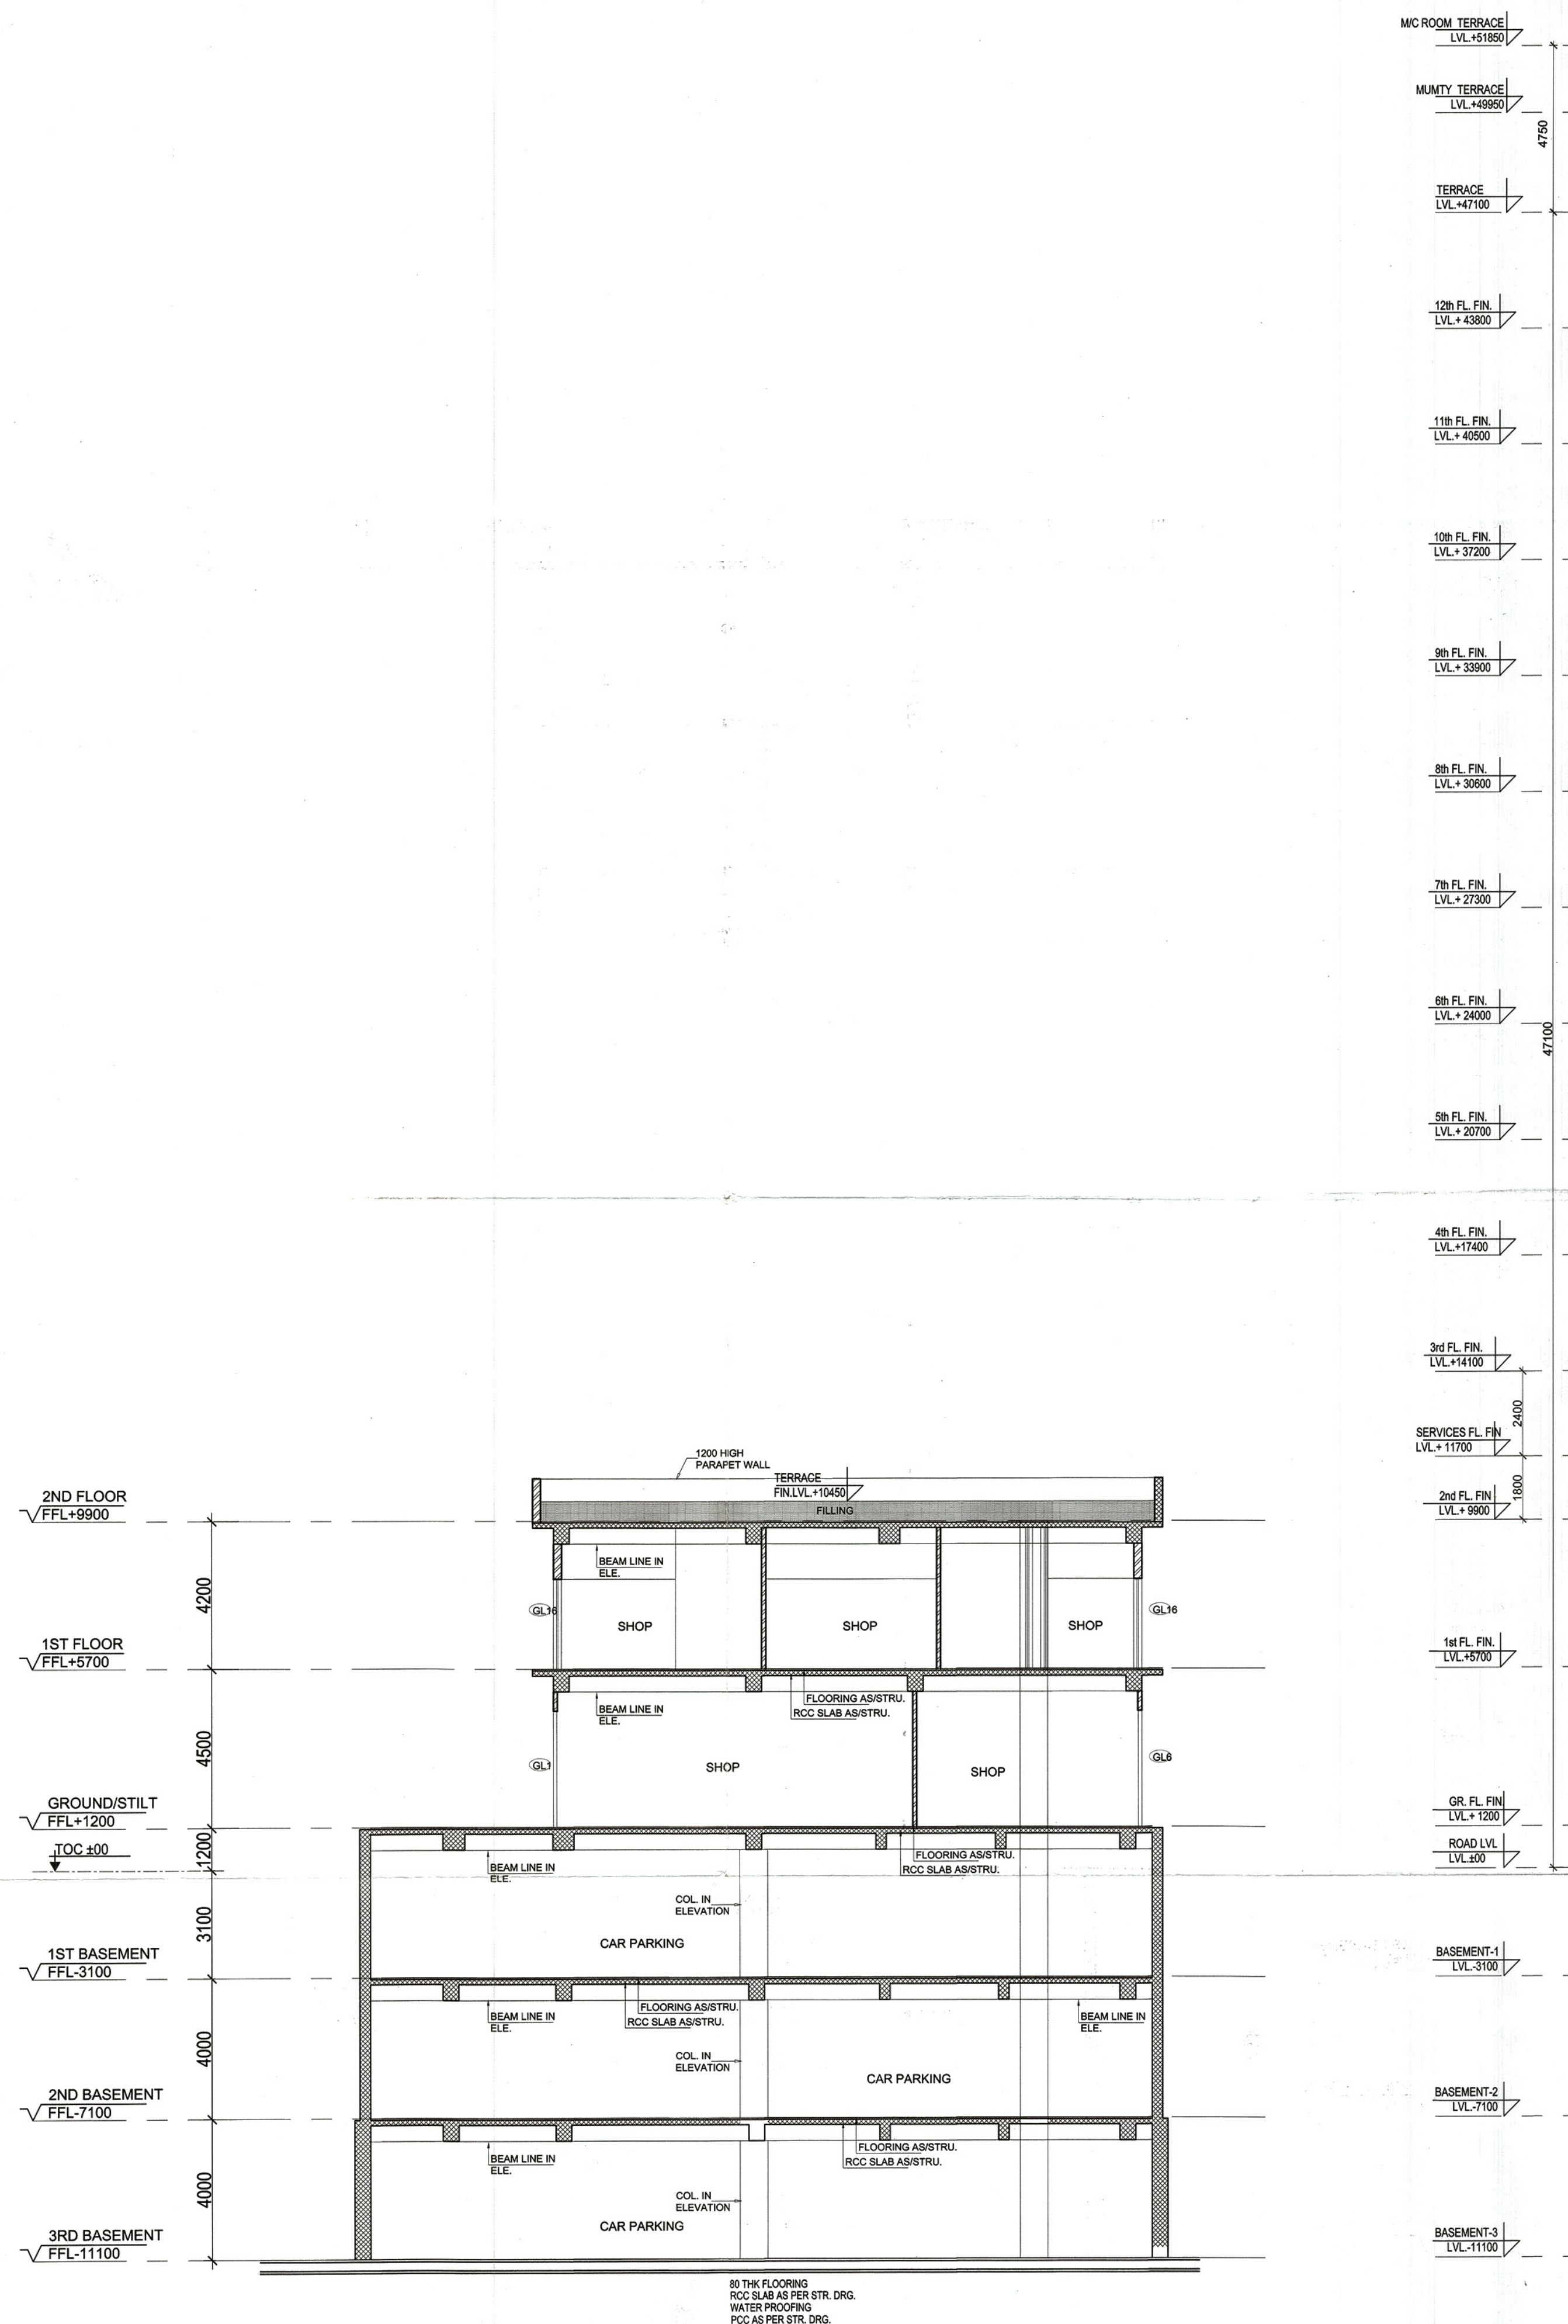 M/C ROOM TERRACE
LVL.+51850
MUMTY TERRACE
LVL.+49950
4750
TERRACE
LVL.+47100
12th FL. FIN.
LVL.+ 43800
11th FL. FIN.
LVL.+ 40500
10th FL. FIN.
LVL.+ 37200
9th FL. FIN.
LVL.+ 33900
8th FL. FIN.
LVL.+ 30600
7th FL. FIN.
LVL.+ 27300
6th FL. FIN.
LVL.+ 24000
47100
5th FL. FIN.
LVL.+ 20700
4th FL. FIN.
LVL.+17400
3rd FL. FIN.
LVL.+14100
2400
SERVICES FL. FIN
LVL.+ 11700
1800
2nd FL. FIN
LVL.+ 9900
1200 HIGH
PARAPET WALL
TERRACE
FIN.LVL.+10450
FILLING
2ND FLOOR
FFL+9900
BEAM LINE IN
ELE.
4200
GL16
SHOP
SHOP
SHOP
GL16
1ST FLOOR
FFL+5700
1st FL. FIN.
LVL.+5700
FLOORING AS/STRU.
RCC SLAB AS/STRU.
BEAM LINE IN
ELE.
4500
GL1
SHOP
SHOP
GL6
GROUND/STILT
FFL+1200
GR. FL. FIN
LVL.+ 1200
1200
TOC ±00
ROAD LVL
LVL.±00
FLOORING AS/STRU.
RCC SLAB AS/STRU.
BEAM LINE IN
ELE.
COL. IN
ELEVATION
3100
CAR PARKING
1ST BASEMENT
FFL-3100
BASEMENT-1
LVL.-3100
FLOORING AS/STRU.
RCC SLAB AS/STRU.
BEAM LINE IN
ELE.
BEAM LINE IN
ELE.
4000
COL. IN
ELEVATION
CAR PARKING
2ND BASEMENT
FFL-7100
BASEMENT-2
LVL.-7100
FLOORING AS/STRU.
RCC SLAB AS/STRU.
BEAM LINE IN
ELE.
4000
COL. IN
ELEVATION
CAR PARKING
3RD BASEMENT
FFL-11100
BASEMENT-3
LVL.-11100
80 THK FLOORING
RCC SLAB AS PER STR. DRG.
WATER PROOFING
PCC AS PER STR. DRG.